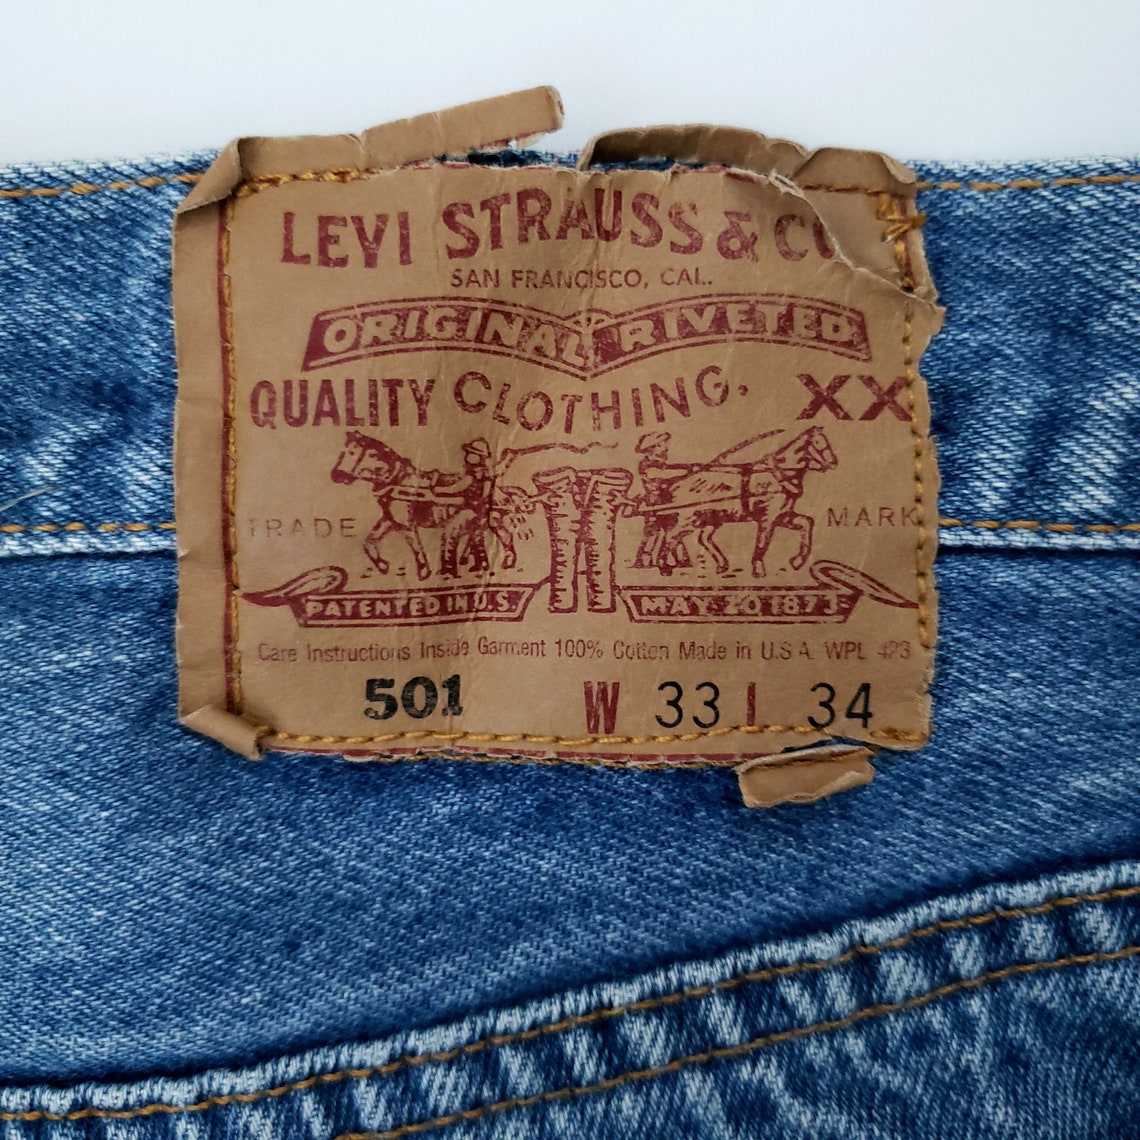 LEVI STRAUSS & CO
SAN FRANCISCO, CAL.
ORIGINAL RIVETED
QUALITY CLOTHING. XX
TRADE MARK
PATENTED IN U.S. MAY 20 1873
Care Instructions Inside Garment 100% Cotton Made in U.S.A. WPL 423
501 W 33 L 34